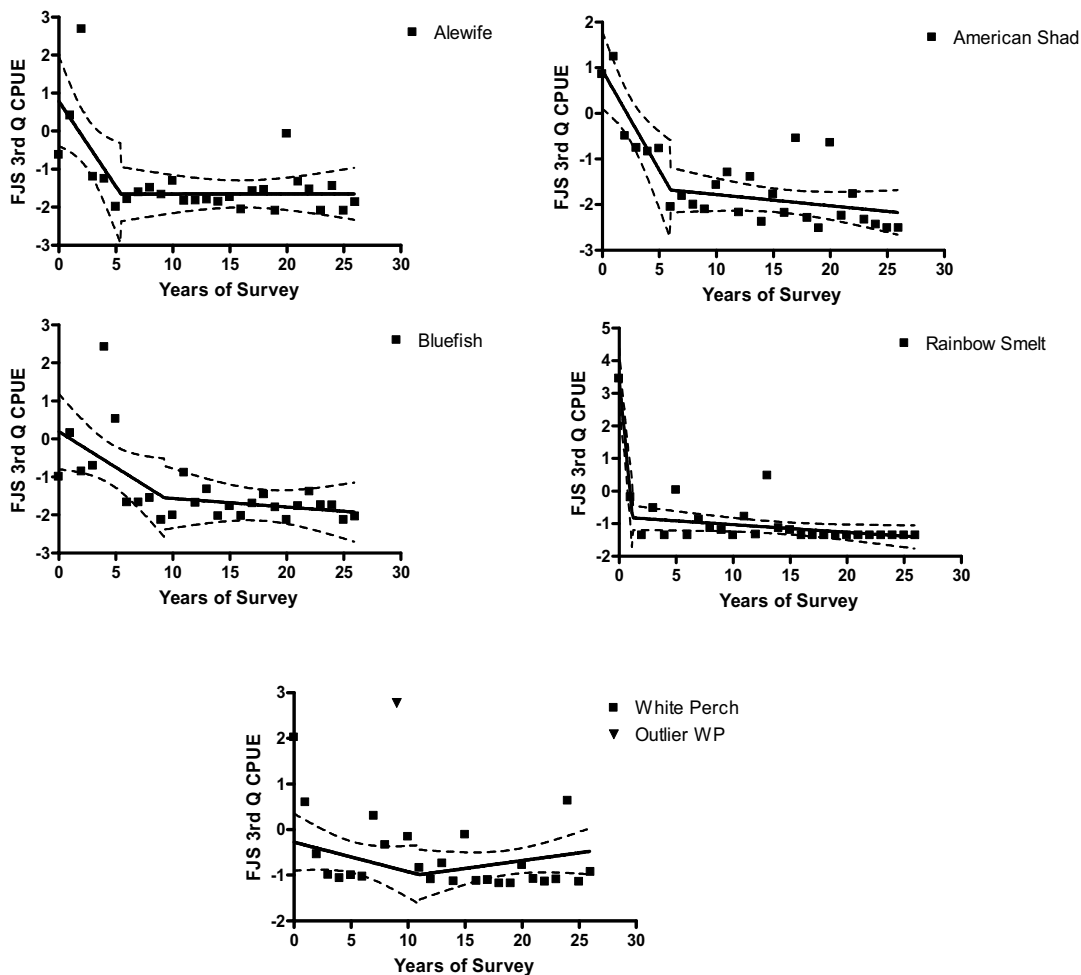 Alewife
FJS 3rd Q CPUE
3
2
1
0
-1
-2
-3
0 5 10 15 20 25 30
Years of Survey
American Shad
FJS 3rd Q CPUE
2
1
0
-1
-2
-3
0 5 10 15 20 25 30
Years of Survey
Bluefish
FJS 3rd Q CPUE
3
2
1
0
-1
-2
-3
0 5 10 15 20 25 30
Years of Survey
Rainbow Smelt
FJS 3rd Q CPUE
5
4
3
2
1
0
-1
-2
0 5 10 15 20 25 30
Years of Survey
White Perch
Outlier WP
FJS 3rd Q CPUE
3
2
1
0
-1
-2
0 5 10 15 20 25 30
Years of Survey